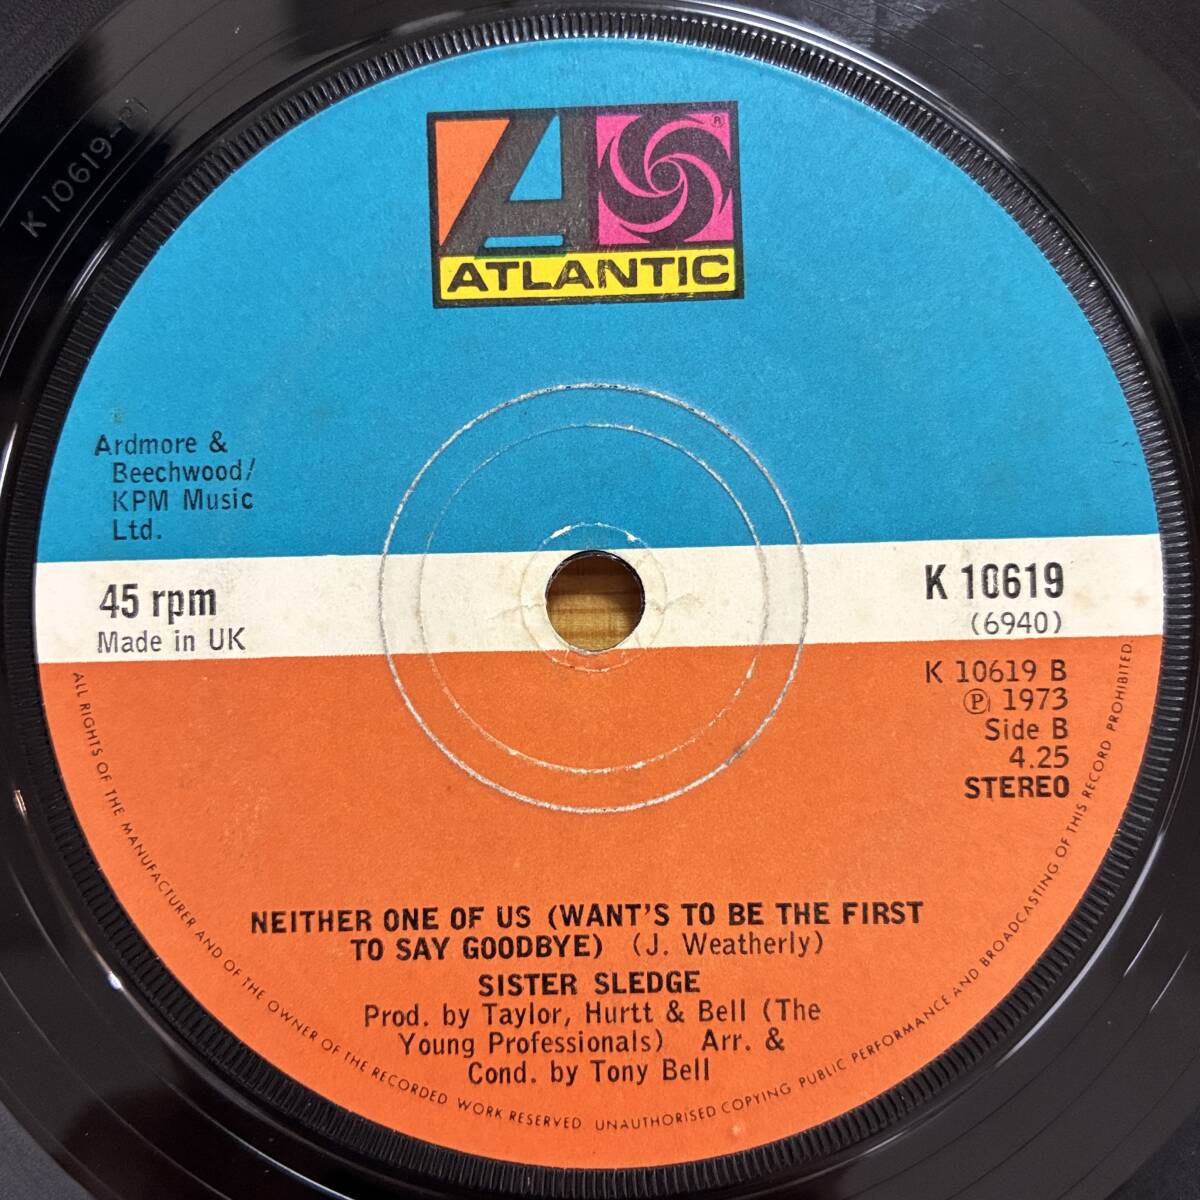 K 10619-B1
®
ATLANTIC
Ardmore &
Beechwood/
KPM Music
Ltd.
45 rpm
Made in UK
K 10619
(6940)
K 10619 B
Ⓟ 1973
Side B
4.25
STEREO
NEITHER ONE OF US (WANT'S TO BE THE FIRST
TO SAY GOODBYE) (J. Weatherly)
SISTER SLEDGE
Prod. by Taylor, Hurtt & Bell (The
Young Professionals) Arr. &
Cond. by Tony Bell
ALL RIGHTS OF THE MANUFACTURER AND OF THE OWNER OF THE RECORDED WORK RESERVED. UNAUTHORISED COPYING PUBLIC PERFORMANCE AND BROADCASTING OF THIS RECORD PROHIBITED.